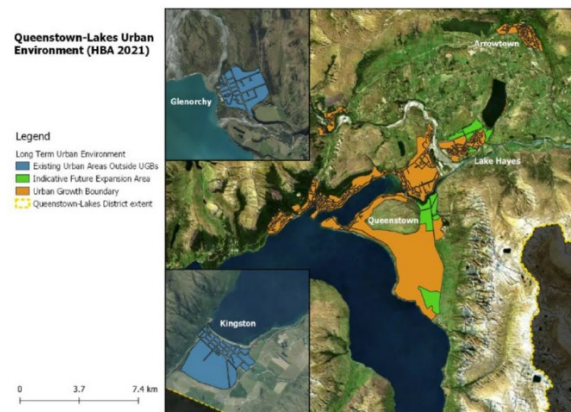 Queenstown-Lakes Urban
Environment (HBA 2021)
Glenorchy
Arrowtown
Lake Hayes
Queenstown
Kingston
Legend
Long Term Urban Environment
Existing Urban Areas Outside UGBs
Indicative Future Expansion Area
Urban Growth Boundary
Queenstown-Lakes District extent
0 3.7 7.4 km